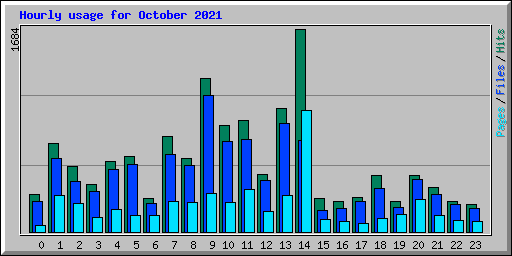 Hourly usage for October 2021
1684
Pages / Files / Hits
0 1 2 3 4 5 6 7 8 9 10 11 12 13 14 15 16 17 18 19 20 21 22 23